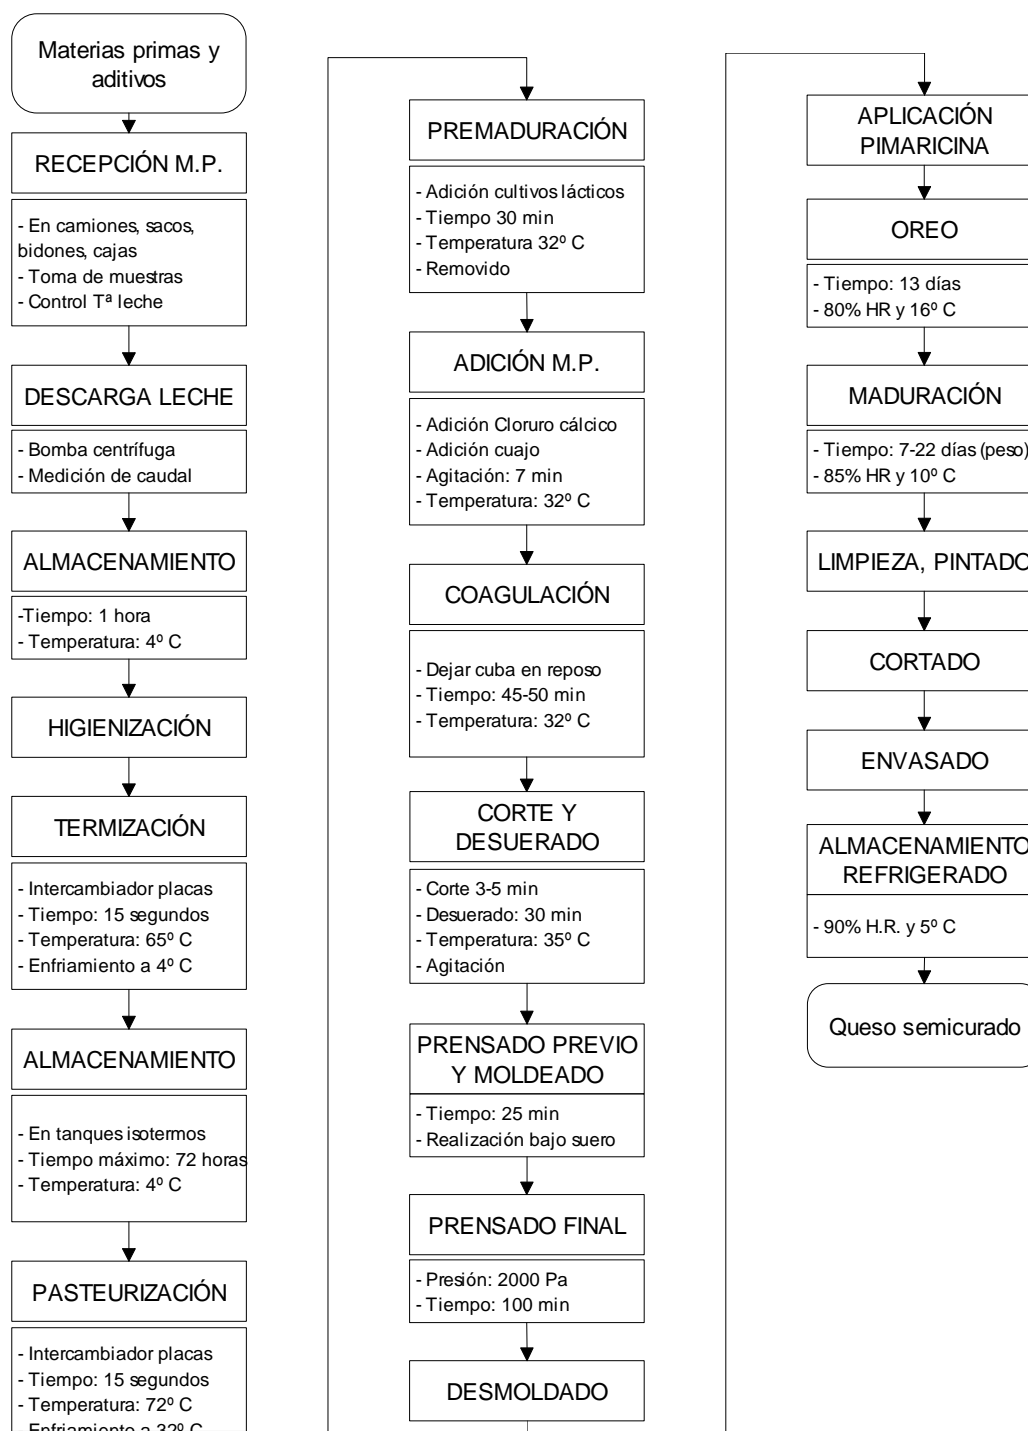 Materias primas y
aditivos
RECEPCIÓN M.P.
- En camiones, sacos,
bidones, cajas
- Toma de muestras
- Control Tª leche
DESCARGA LECHE
- Bomba centrífuga
- Medición de caudal
ALMACENAMIENTO
-Tiempo: 1 hora
- Temperatura: 4º C
HIGIENIZACIÓN
TERMIZACIÓN
- Intercambiador placas
- Tiempo: 15 segundos
- Temperatura: 65º C
- Enfriamiento a 4º C
ALMACENAMIENTO
- En tanques isotermos
- Tiempo máximo: 72 horas
- Temperatura: 4º C
PASTEURIZACIÓN
- Intercambiador placas
- Tiempo: 15 segundos
- Temperatura: 72º C
- Enfriamiento a 32º C
PREMADURACIÓN
- Adición cultivos lácticos
- Tiempo 30 min
- Temperatura 32º C
- Removido
ADICIÓN M.P.
- Adición Cloruro cálcico
- Adición cuajo
- Agitación: 7 min
- Temperatura: 32º C
COAGULACIÓN
- Dejar cuba en reposo
- Tiempo: 45-50 min
- Temperatura: 32º C
CORTE Y
DESUERADO
- Corte 3-5 min
- Desuerado: 30 min
- Temperatura: 35º C
- Agitación
PRENSADO PREVIO
Y MOLDEADO
- Tiempo: 25 min
- Realización bajo suero
PRENSADO FINAL
- Presión: 2000 Pa
- Tiempo: 100 min
DESMOLDADO
APLICACIÓN
PIMARICINA
OREO
- Tiempo: 13 días
- 80% HR y 16º C
MADURACIÓN
- Tiempo: 7-22 días (peso)
- 85% HR y 10º C
LIMPIEZA, PINTADO
CORTADO
ENVASADO
ALMACENAMIENTO
REFRIGERADO
- 90% H.R. y 5º C
Queso semicurado